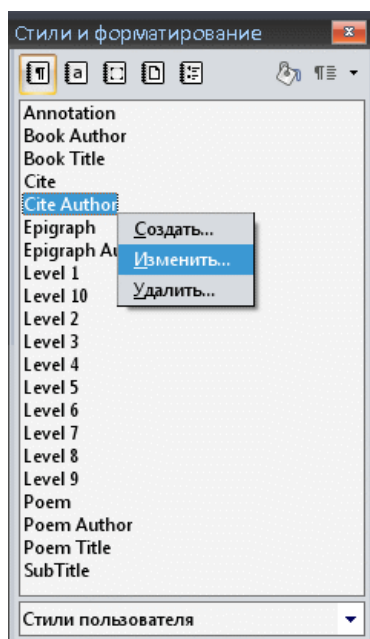 Стили и форматирование
Annotation
Book Author
Book Title
Cite
Cite Author
Epigraph
Epigraph Au
Level 1
Level 10
Level 2
Level 3
Level 4
Level 5
Level 6
Level 7
Level 8
Level 9
Poem
Poem Author
Poem Title
SubTitle
Создать...
Изменить...
Удалить...
Стили пользователя